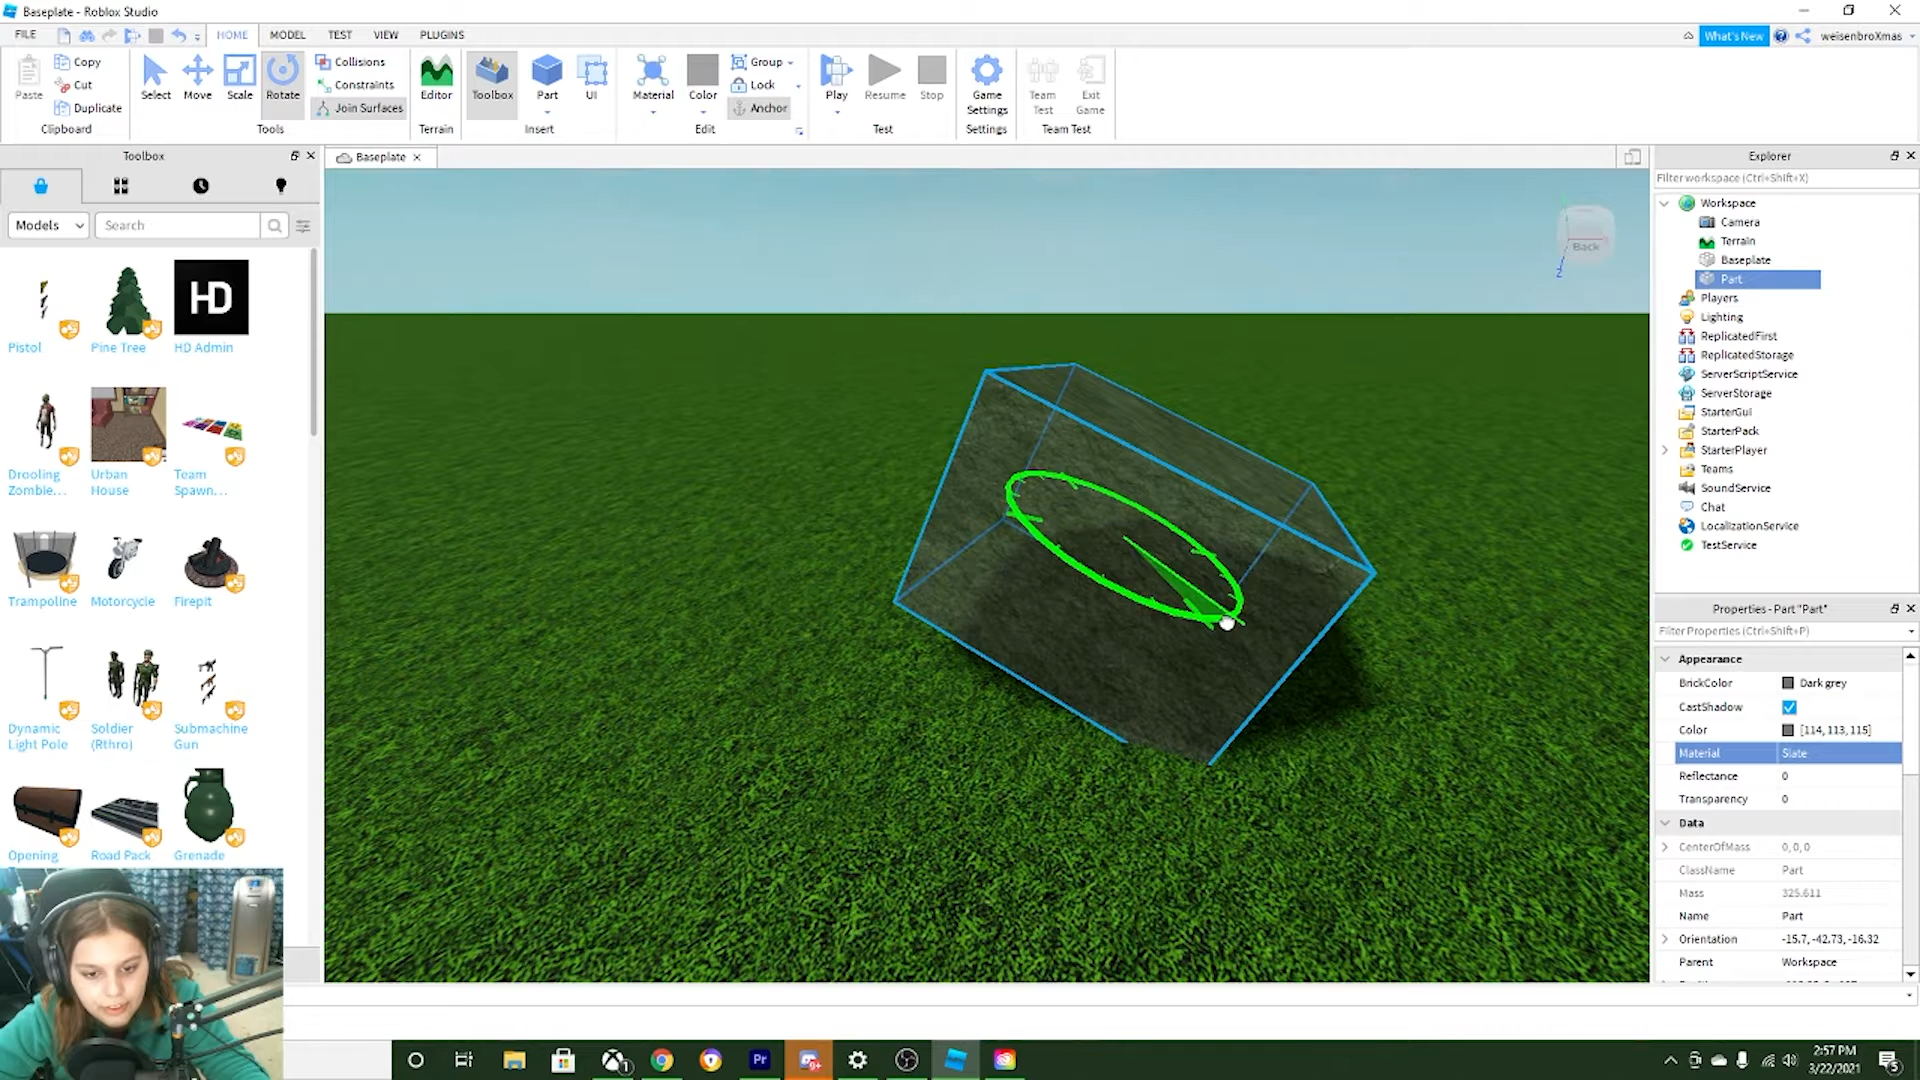 Baseplate - Roblox Studio
FILE HOME MODEL TEST VIEW PLUGINS What's New weisenbroXmas
Paste Copy Cut Duplicate Clipboard
Select Move Scale Rotate Collisions Constraints Join Surfaces Tools
Editor Terrain
Toolbox Part UI Insert
Material Color Group Lock Anchor Edit
Play Resume Stop Test
Game Settings Settings
Team Test Exit Game Team Test
Toolbox
Models Search
Pistol Pine Tree HD HD Admin
Drooling Zombie... Urban House Team Spawn...
Trampoline Motorcycle Firepit
Dynamic Light Pole Soldier (Rthro) Submachine Gun
Opening Road Pack Grenade
Baseplate
Back
Z
Explorer
Filter workspace (Ctrl+Shift+X)
Workspace
Camera
Terrain
Baseplate
Part
Players
Lighting
ReplicatedFirst
ReplicatedStorage
ServerScriptService
ServerStorage
StarterGui
StarterPack
StarterPlayer
Teams
SoundService
Chat
LocalizationService
TestService
Properties - Part "Part"
Filter Properties (Ctrl+Shift+P)
Appearance
BrickColor Dark grey
CastShadow
Color [114, 113, 115]
Material Slate
Reflectance 0
Transparency 0
Data
CenterOfMass 0, 0, 0
ClassName Part
Mass 325.611
Name Part
Orientation -15.7, -42.73, -16.32
Parent Workspace
1 Pr 9+
2:57 PM
3/22/2021
5